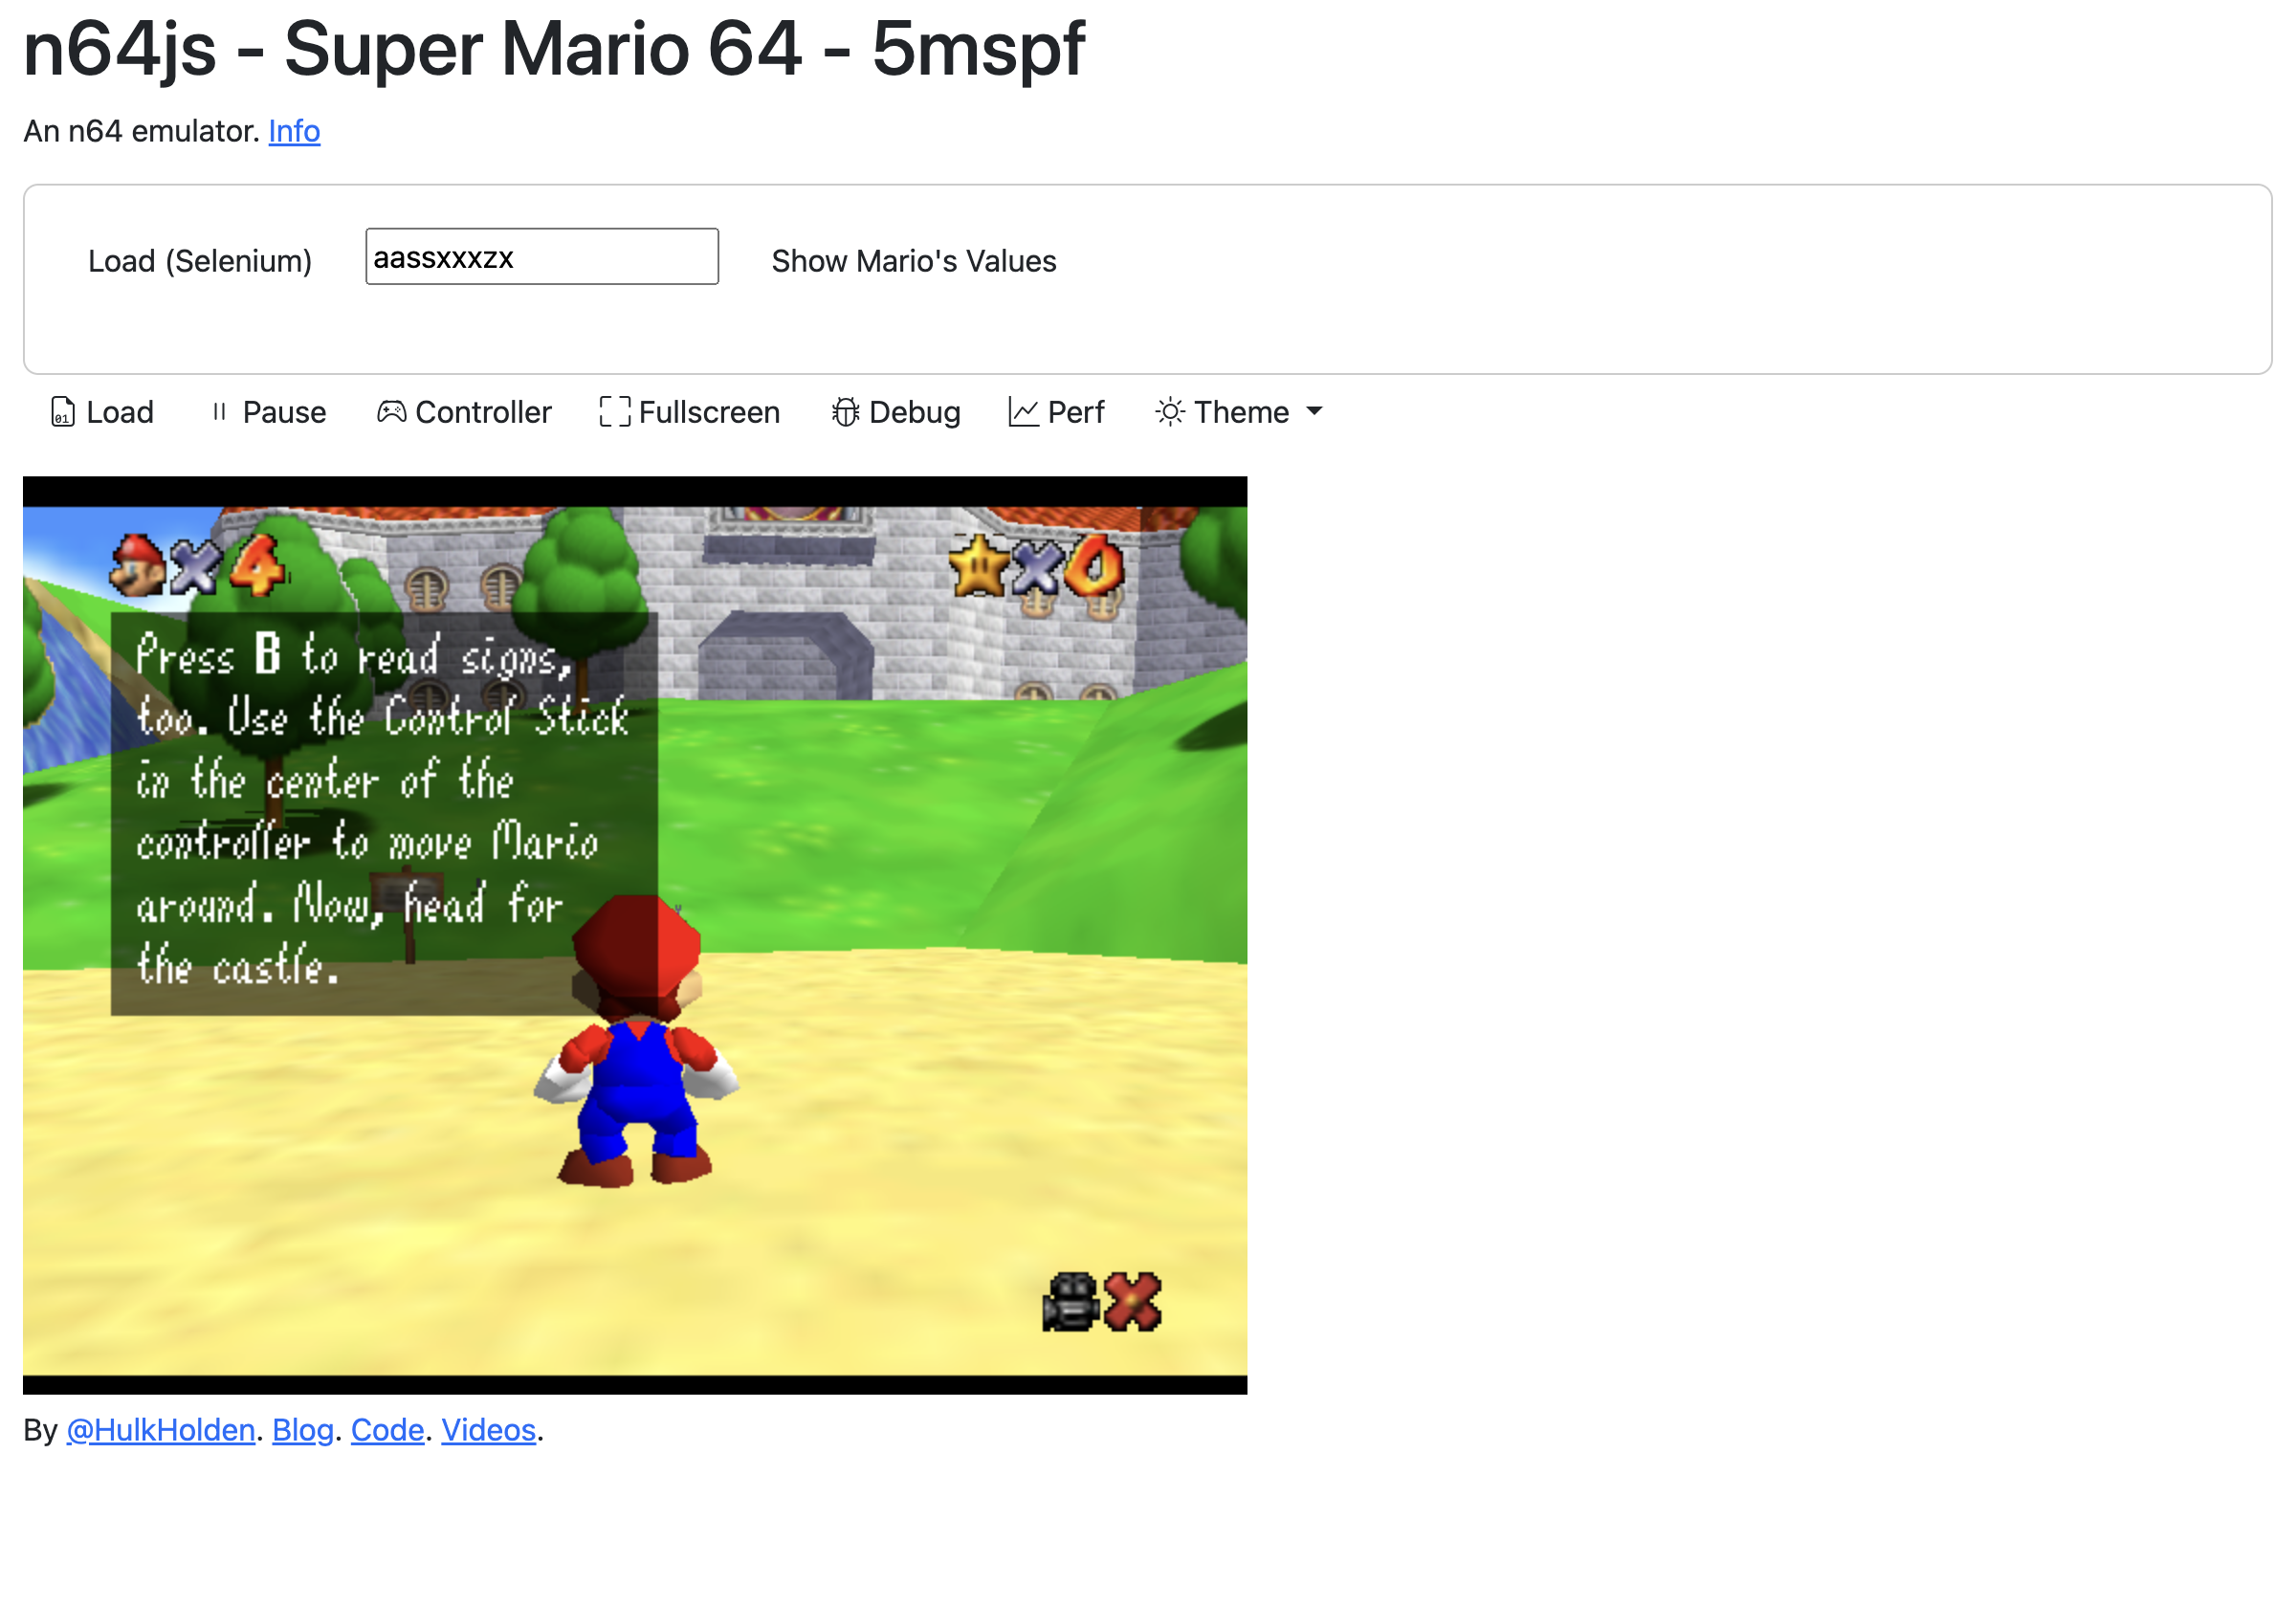 n64js - Super Mario 64 - 5mspf
An n64 emulator. Info
Load (Selenium) aassxxxzx Show Mario's Values
Load Pause Controller Fullscreen Debug Perf Theme
×4 ×0
Press B to read signs,
too. Use the Control Stick
in the center of the
controller to move Mario
around. Now, head for
the castle.
By @HulkHolden. Blog. Code. Videos.